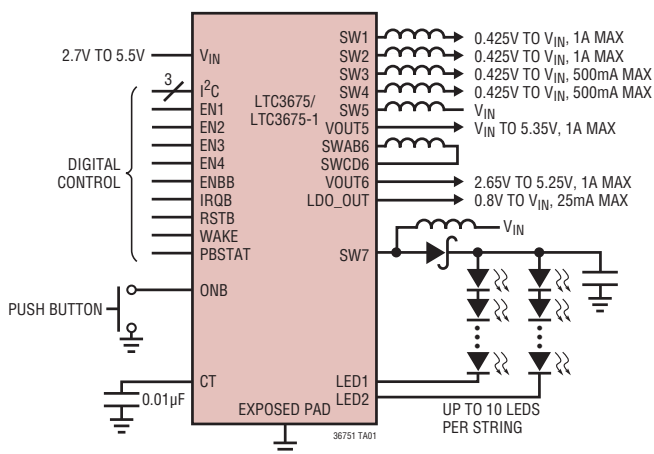 2.7V TO 5.5V
VIN
3
I2C
EN1
EN2
EN3
EN4
ENBB
IRQB
RSTB
WAKE
PBSTAT
DIGITAL
CONTROL
ONB
PUSH BUTTON
CT
0.01µF
LTC3675/
LTC3675-1
EXPOSED PAD
SW1
0.425V TO VIN, 1A MAX
SW2
0.425V TO VIN, 1A MAX
SW3
0.425V TO VIN, 500mA MAX
SW4
0.425V TO VIN, 500mA MAX
SW5
VIN
VOUT5
VIN TO 5.35V, 1A MAX
SWAB6
SWCD6
VOUT6
2.65V TO 5.25V, 1A MAX
LDO_OUT
0.8V TO VIN, 25mA MAX
VIN
SW7
LED1
LED2
UP TO 10 LEDS
PER STRING
36751 TA01